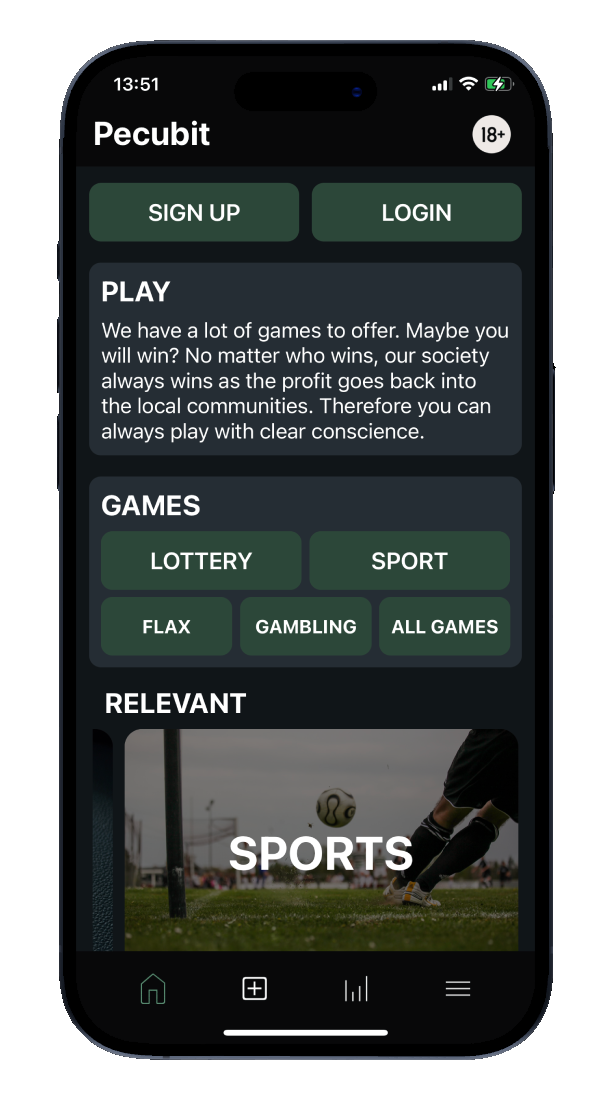 13:51
Pecubit
18+
SIGN UP
LOGIN
PLAY
We have a lot of games to offer. Maybe you
will win? No matter who wins, our society
always wins as the profit goes back into
the local communities. Therefore you can
always play with clear conscience.
GAMES
LOTTERY
SPORT
FLAX
GAMBLING
ALL GAMES
RELEVANT
SPORTS